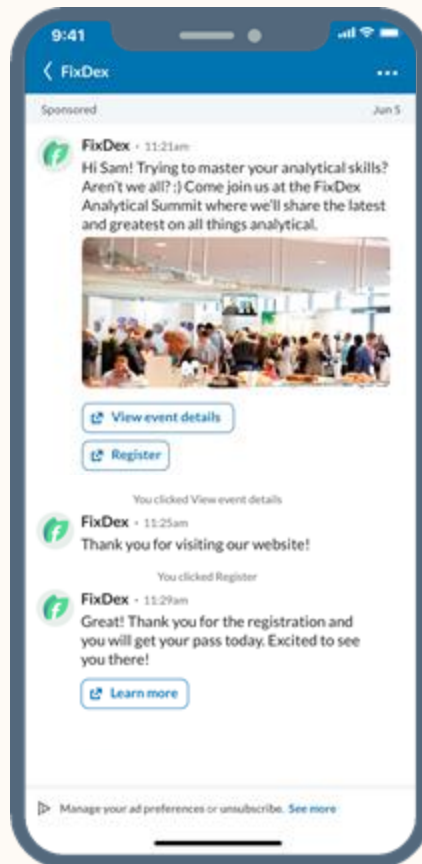 9:41
FixDex
Sponsored
Jun 5
FixDex • 11:21am
Hi Sam! Trying to master your analytical skills?
Aren't we all? :) Come join us at the FixDex
Analytical Summit where we'll share the latest
and greatest on all things analytical.
View event details
Register
You clicked View event details
FixDex • 11:25am
Thank you for visiting our website!
You clicked Register
FixDex • 11:29am
Great! Thank you for the registration and
you will get your pass today. Excited to see
you there!
Learn more
Manage your ad preferences or unsubscribe. See more